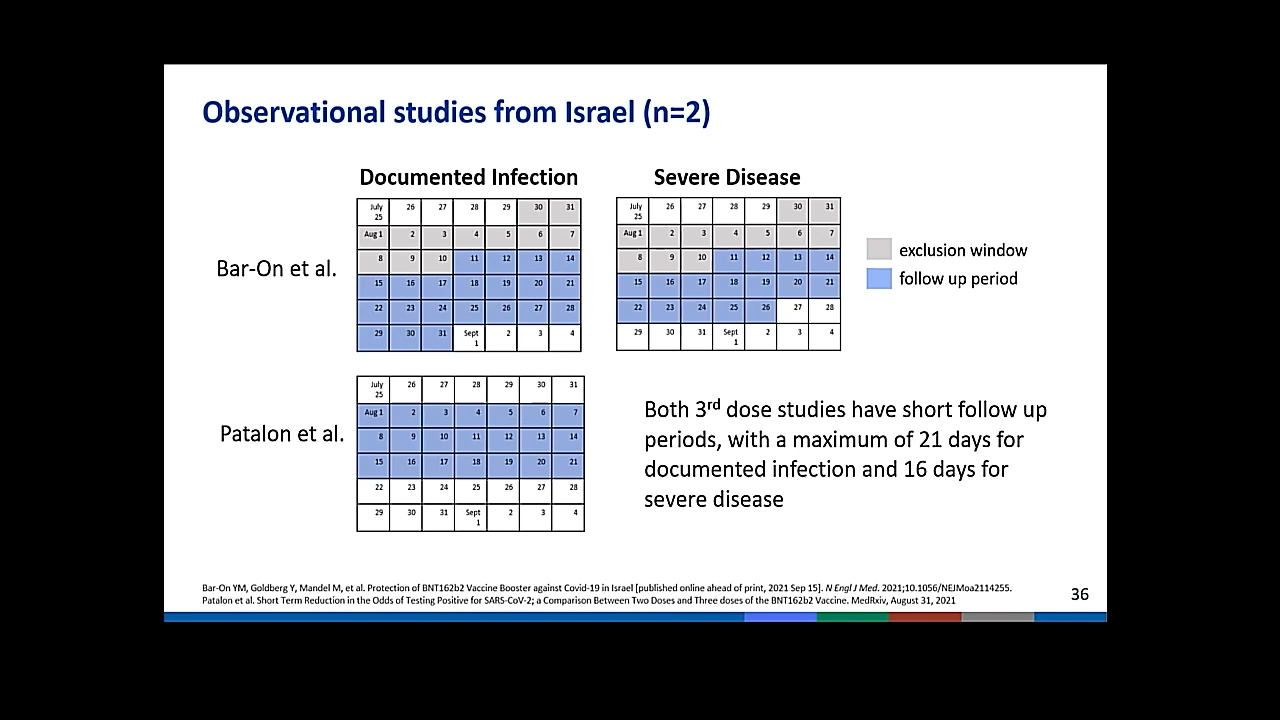 Observational studies from Israel (n=2)
Documented Infection
Severe Disease
Bar-On et al.
July 25 26 27 28 29 30 31
Aug 1 2 3 4 5 6 7
8 9 10 11 12 13 14
15 16 17 18 19 20 21
22 23 24 25 26 27 28
29 30 31 Sept 1 2 3 4
July 25 26 27 28 29 30 31
Aug 1 2 3 4 5 6 7
8 9 10 11 12 13 14
15 16 17 18 19 20 21
22 23 24 25 26 27 28
29 30 31 Sept 1 2 3 4
exclusion window
follow up period
Patalon et al.
July 25 26 27 28 29 30 31
Aug 1 2 3 4 5 6 7
8 9 10 11 12 13 14
15 16 17 18 19 20 21
22 23 24 25 26 27 28
29 30 31 Sept 1 2 3 4
Both 3rd dose studies have short follow up
periods, with a maximum of 21 days for
documented infection and 16 days for
severe disease
Bar-On YM, Goldberg Y, Mandel M, et al. Protection of BNT162b2 Vaccine Booster against Covid-19 in Israel [published online ahead of print, 2021 Sep 15]. N Engl J Med. 2021;10.1056/NEJMoa2114255.
Patalon et al. Short Term Reduction in the Odds of Testing Positive for SARS-CoV-2; a Comparison Between Two Doses and Three doses of the BNT162b2 Vaccine. MedRxiv, August 31, 2021
36